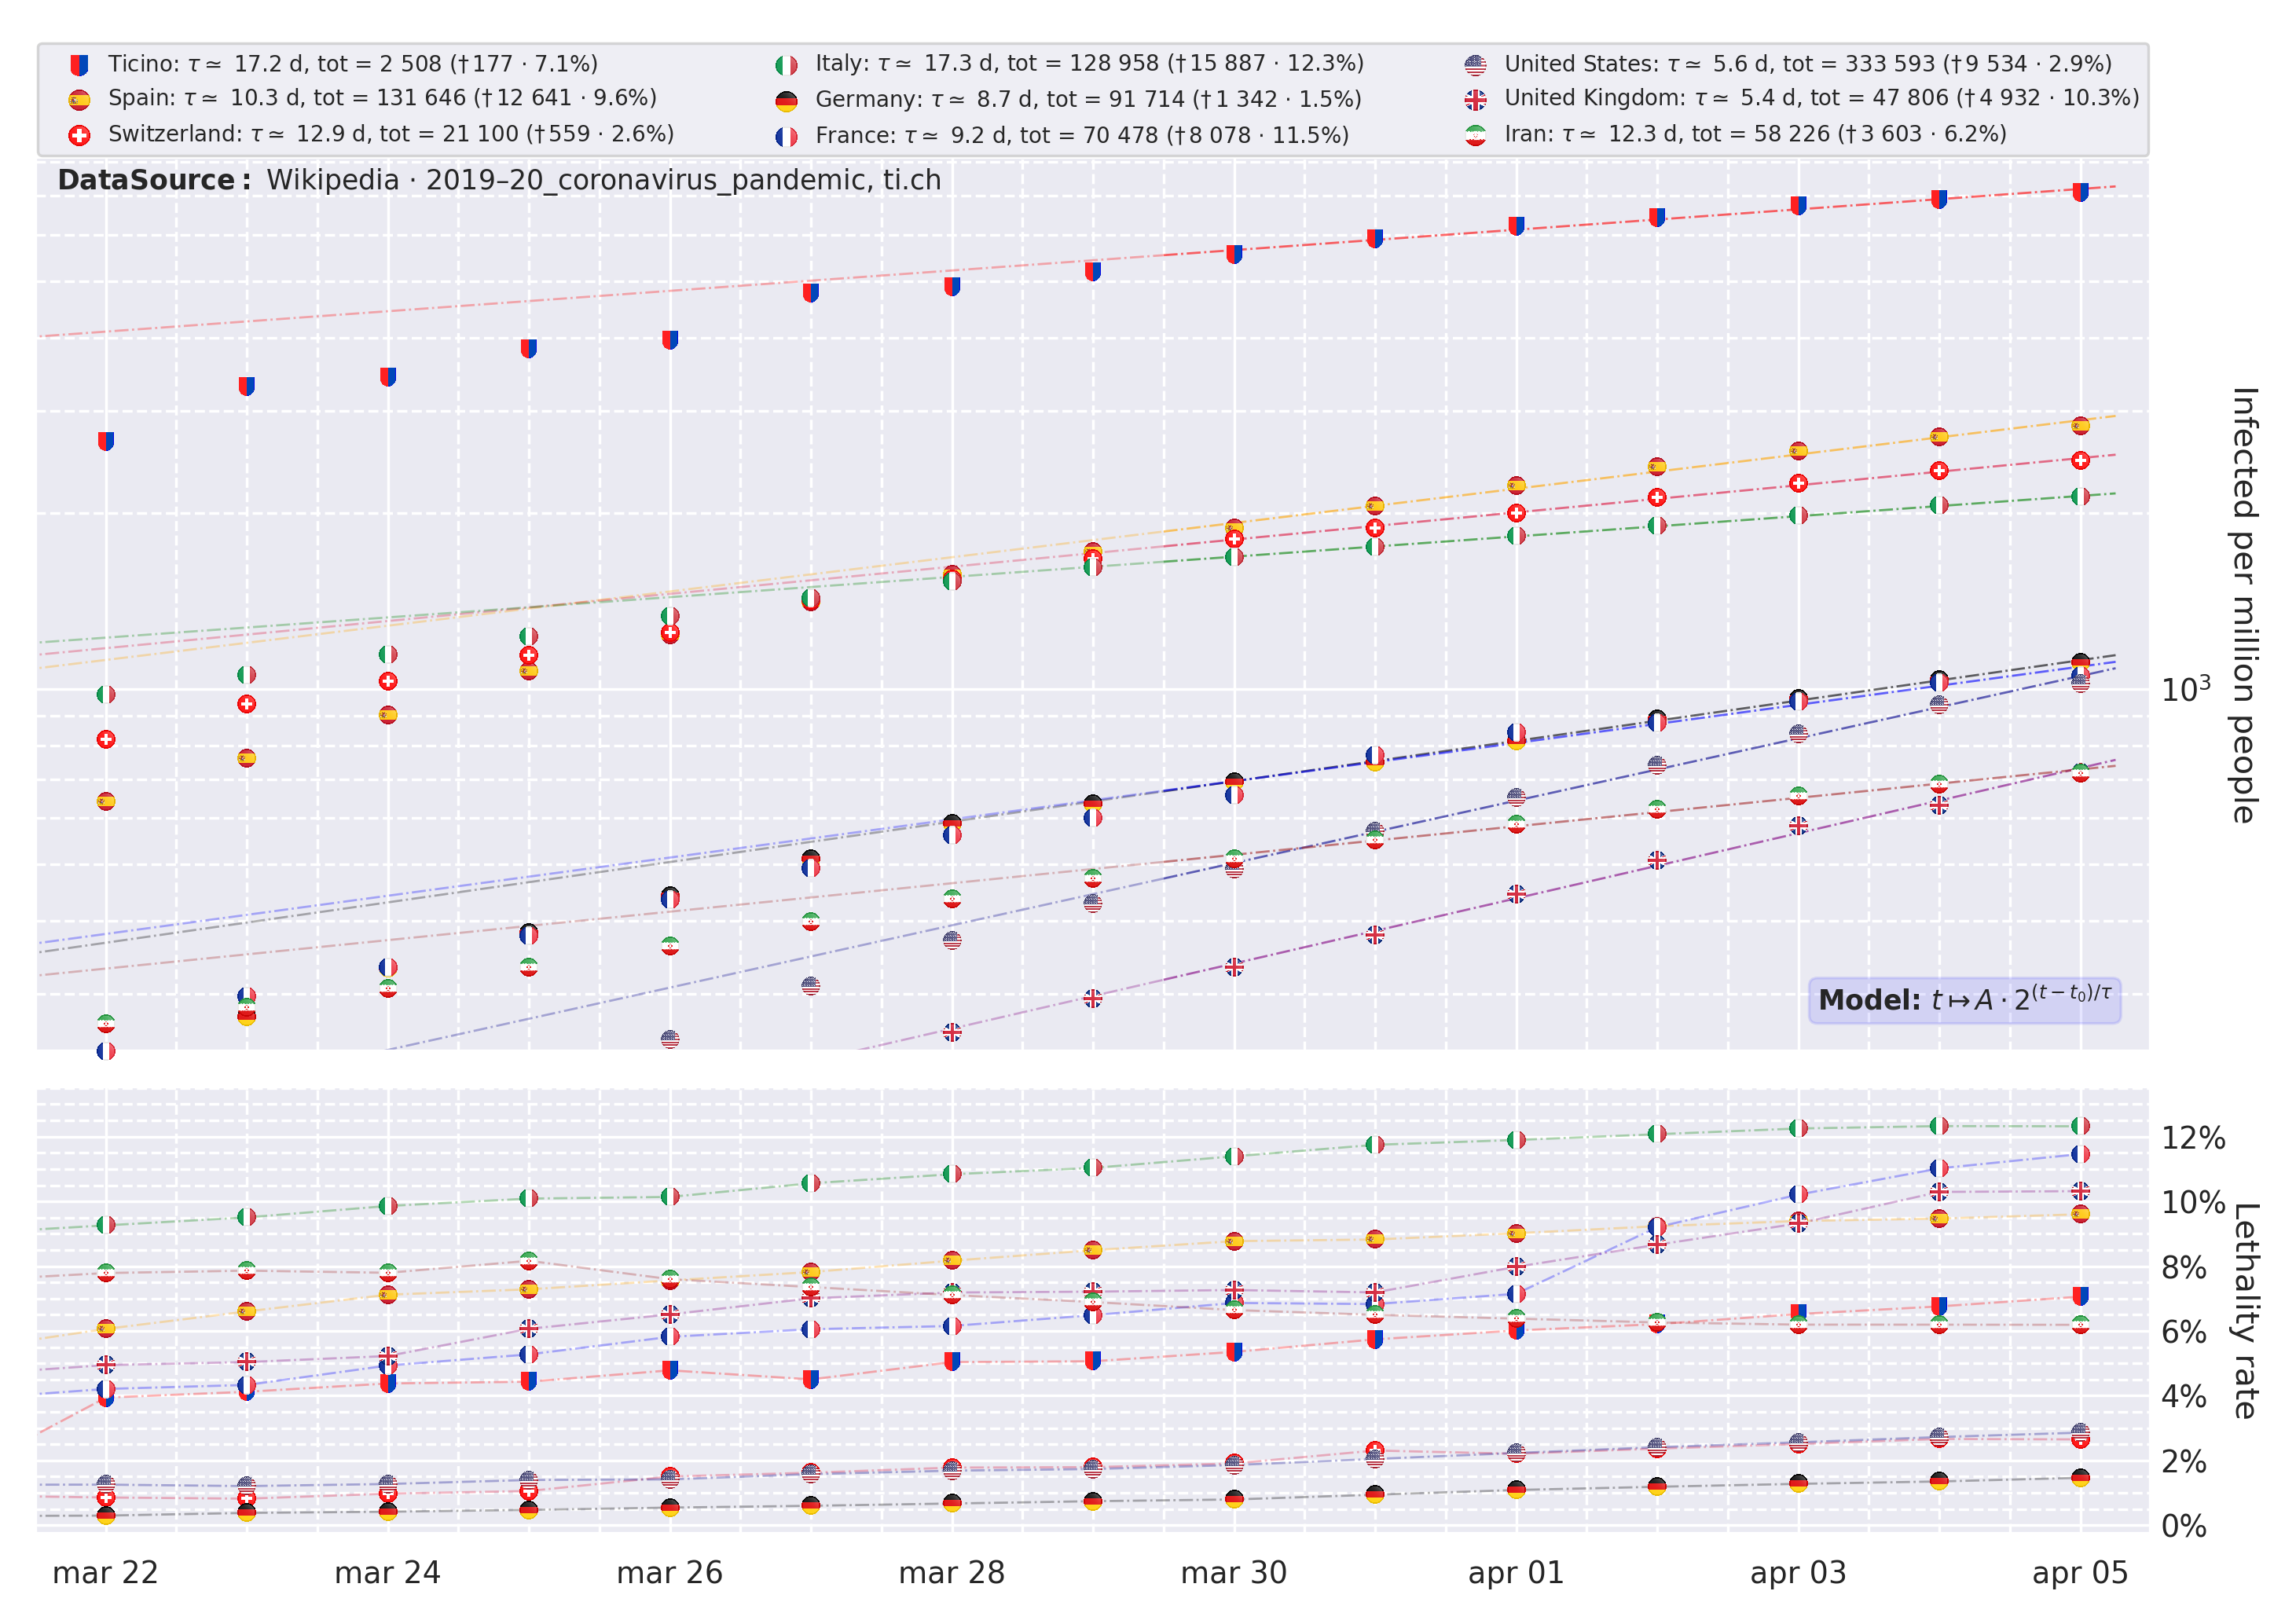 Ticino: τ ≃ 17.2 d, tot = 2 508 (†177 · 7.1%)
Spain: τ ≃ 10.3 d, tot = 131 646 (†12 641 · 9.6%)
Switzerland: τ ≃ 12.9 d, tot = 21 100 (†559 · 2.6%)
Italy: τ ≃ 17.3 d, tot = 128 958 (†15 887 · 12.3%)
Germany: τ ≃ 8.7 d, tot = 91 714 (†1 342 · 1.5%)
France: τ ≃ 9.2 d, tot = 70 478 (†8 078 · 11.5%)
United States: τ ≃ 5.6 d, tot = 333 593 (†9 534 · 2.9%)
United Kingdom: τ ≃ 5.4 d, tot = 47 806 (†4 932 · 10.3%)
Iran: τ ≃ 12.3 d, tot = 58 226 (†3 603 · 6.2%)
DataSource: Wikipedia · 2019–20_coronavirus_pandemic, ti.ch
Infected per million people
10³
Model: t ↦ A · 2^(t − t₀)/τ
12%
10%
8%
6%
4%
2%
0%
Lethality rate
mar 22 mar 24 mar 26 mar 28 mar 30 apr 01 apr 03 apr 05